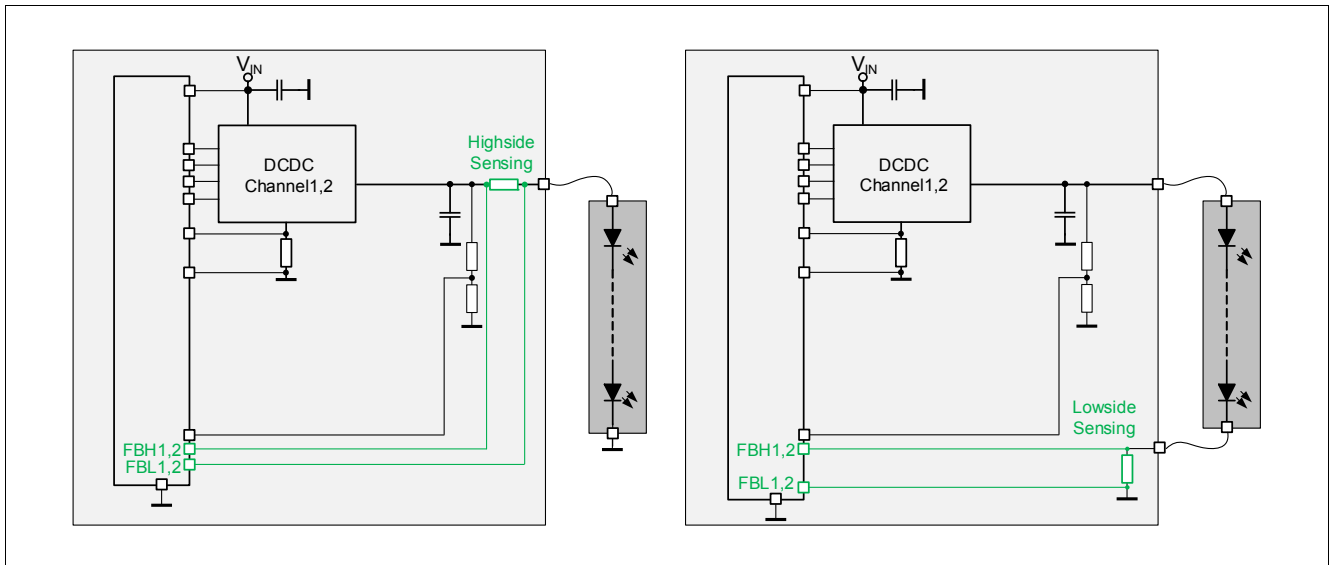 VIN
DCDC
Channel1,2
Highside
Sensing
FBH1,2
FBL1,2
VIN
DCDC
Channel1,2
Lowside
Sensing
FBH1,2
FBL1,2